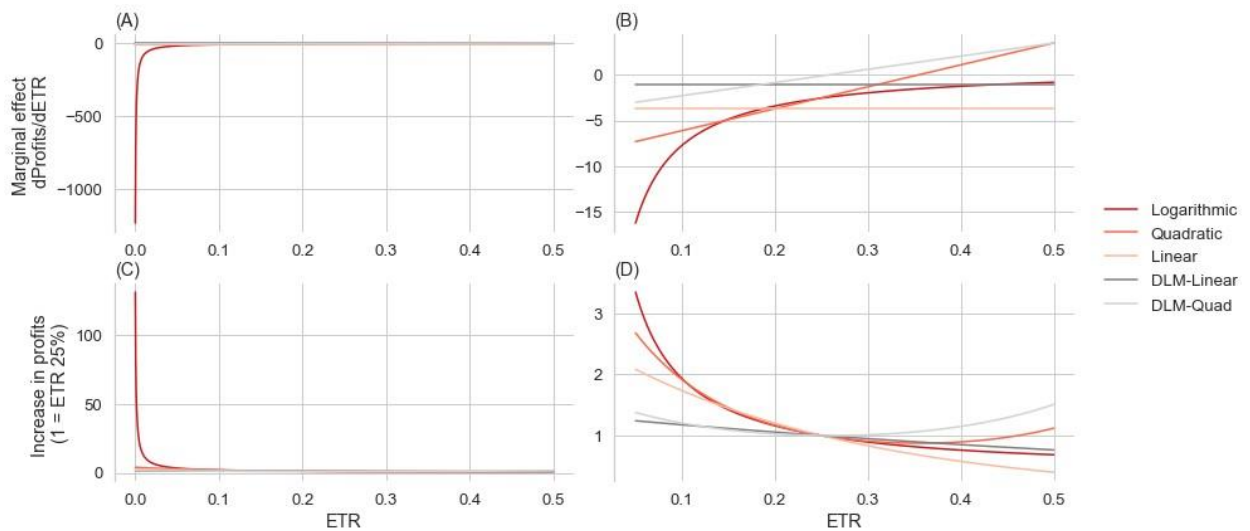 (A)
(B)
Marginal effect
dProfits/dETR
0
−500
−1000
0.0 0.1 0.2 0.3 0.4 0.5
0
−5
−10
−15
0.1 0.2 0.3 0.4 0.5
(C)
(D)
Increase in profits
(1 = ETR 25%)
100
50
0
0.0 0.1 0.2 0.3 0.4 0.5
ETR
3
2
1
0.1 0.2 0.3 0.4 0.5
ETR
Logarithmic
Quadratic
Linear
DLM-Linear
DLM-Quad